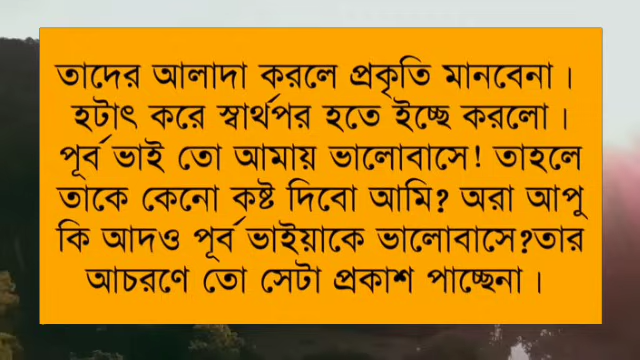 তাদের আলাদা করলে প্রকৃতি মানবেনা।
হটাৎ করে স্বার্থপর হতে ইচ্ছে করলো।
পূর্ব ভাই তো আমায় ভালোবাসে! তাহলে
তাকে কেনো কষ্ট দিবো আমি? অরা আপু
কি আদও পূর্ব ভাইয়াকে ভালোবাসে?তার
আচরণে তো সেটা প্রকাশ পাচ্ছেনা।